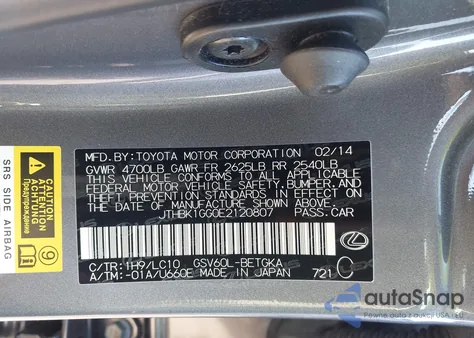 MFD. BY: TOYOTA MOTOR CORPORATION 02/14
GVWR 4700LB GAWR FR 2625LB RR 2540LB
THIS VEHICLE CONFORMS TO ALL APPLICABLE
FEDERAL MOTOR VEHICLE SAFETY, BUMPER, AND
THEFT PREVENTION STANDARDS IN EFFECT ON
THE DATE OF MANUFACTURE SHOWN ABOVE.
JTHBK1GG0E2120807 PASS. CAR
C/TR: 1H9/LC10 GSV60L-BETGKA
A/TM: -01A/U660E MADE IN JAPAN 721
SRS SIDE AIRBAG
CAUTION
ACHTUNG
ATTENTION
9
autoSnap